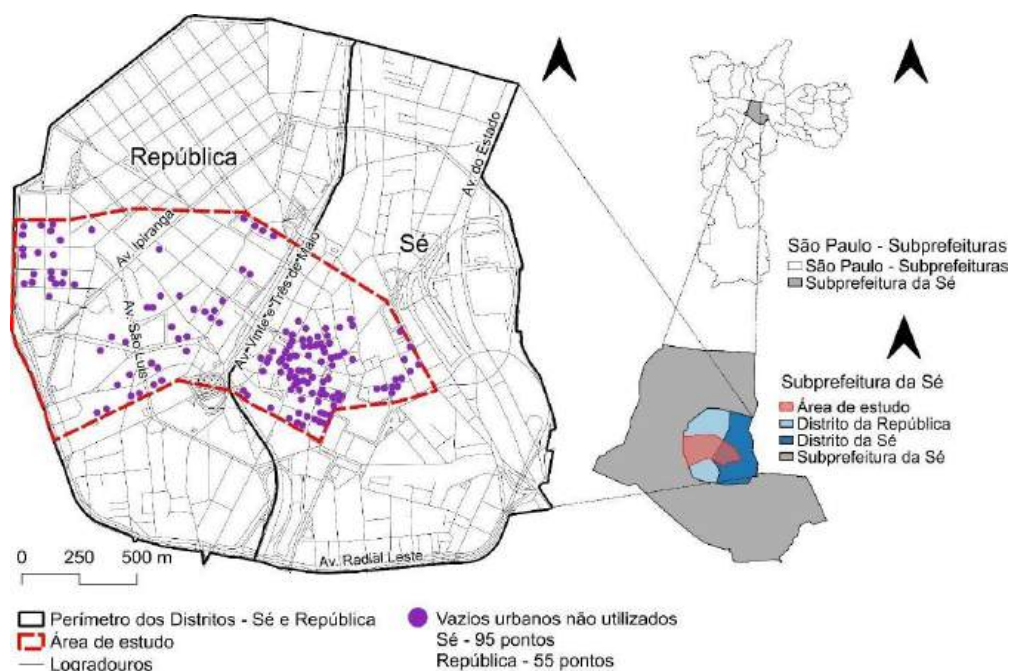 República
Av. do Estado
Sé
Av. Ipiranga
Av. Vinte e Três de Maio
Av. São Luis
Av. Radial Leste
0 250 500 m
Perímetro dos Distritos - Sé e República
Área de estudo
Logradouros
Vazios urbanos não utilizados
Sé - 95 pontos
República - 55 pontos
São Paulo - Subprefeituras
São Paulo - Subprefeituras
Subprefeitura da Sé
Subprefeitura da Sé
Área de estudo
Distrito da República
Distrito da Sé
Subprefeitura da Sé